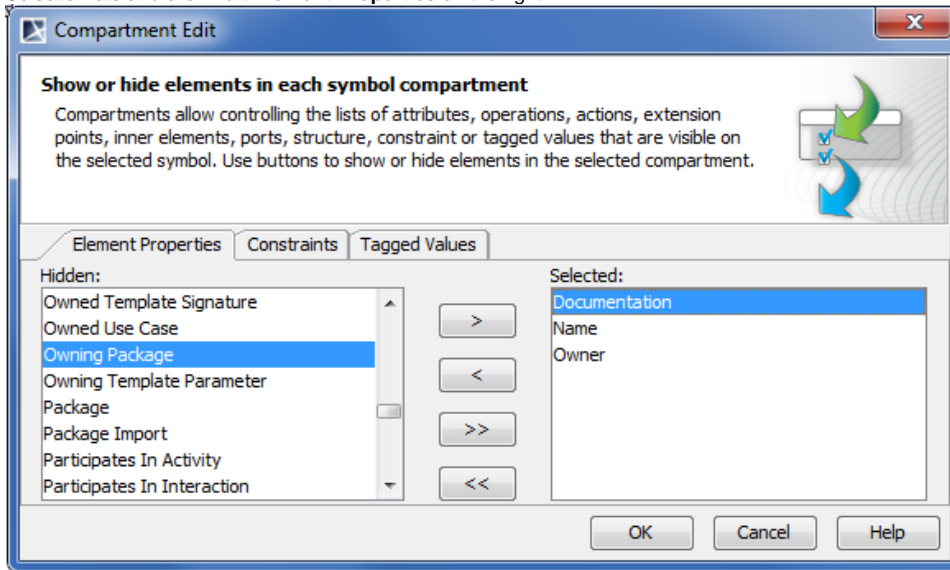 Compartment Edit
Show or hide elements in each symbol compartment
Compartments allow controlling the lists of attributes, operations, actions, extension
points, inner elements, ports, structure, constraint or tagged values that are visible on
the selected symbol. Use buttons to show or hide elements in the selected compartment.
Element Properties Constraints Tagged Values
Hidden:
Owned Template Signature
Owned Use Case
Owning Package
Owning Template Parameter
Package
Package Import
Participates In Activity
Participates In Interaction
>
<
>>
<<
Selected:
Documentation
Name
Owner
OK Cancel Help